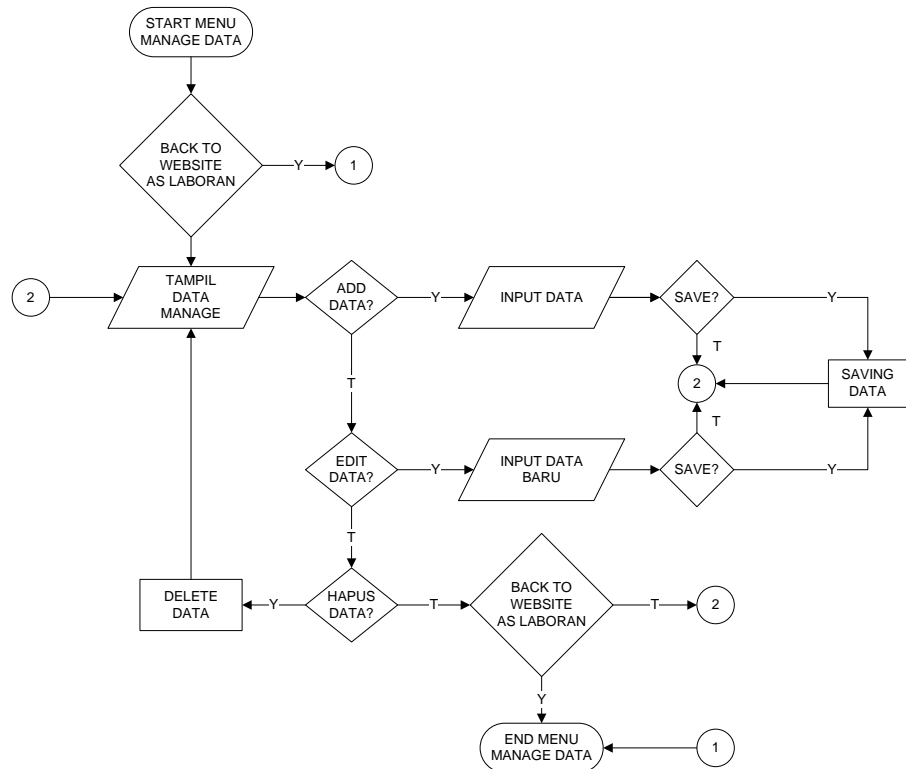 START MENU
MANAGE DATA
BACK TO
WEBSITE
AS LABORAN
Y
1
2
TAMPIL
DATA
MANAGE
ADD
DATA?
Y
INPUT DATA
SAVE?
Y
T
T
2
SAVING
DATA
T
EDIT
DATA?
Y
INPUT DATA
BARU
SAVE?
Y
T
DELETE
DATA
Y
HAPUS
DATA?
T
BACK TO
WEBSITE
AS LABORAN
T
2
Y
END MENU
MANAGE DATA
1